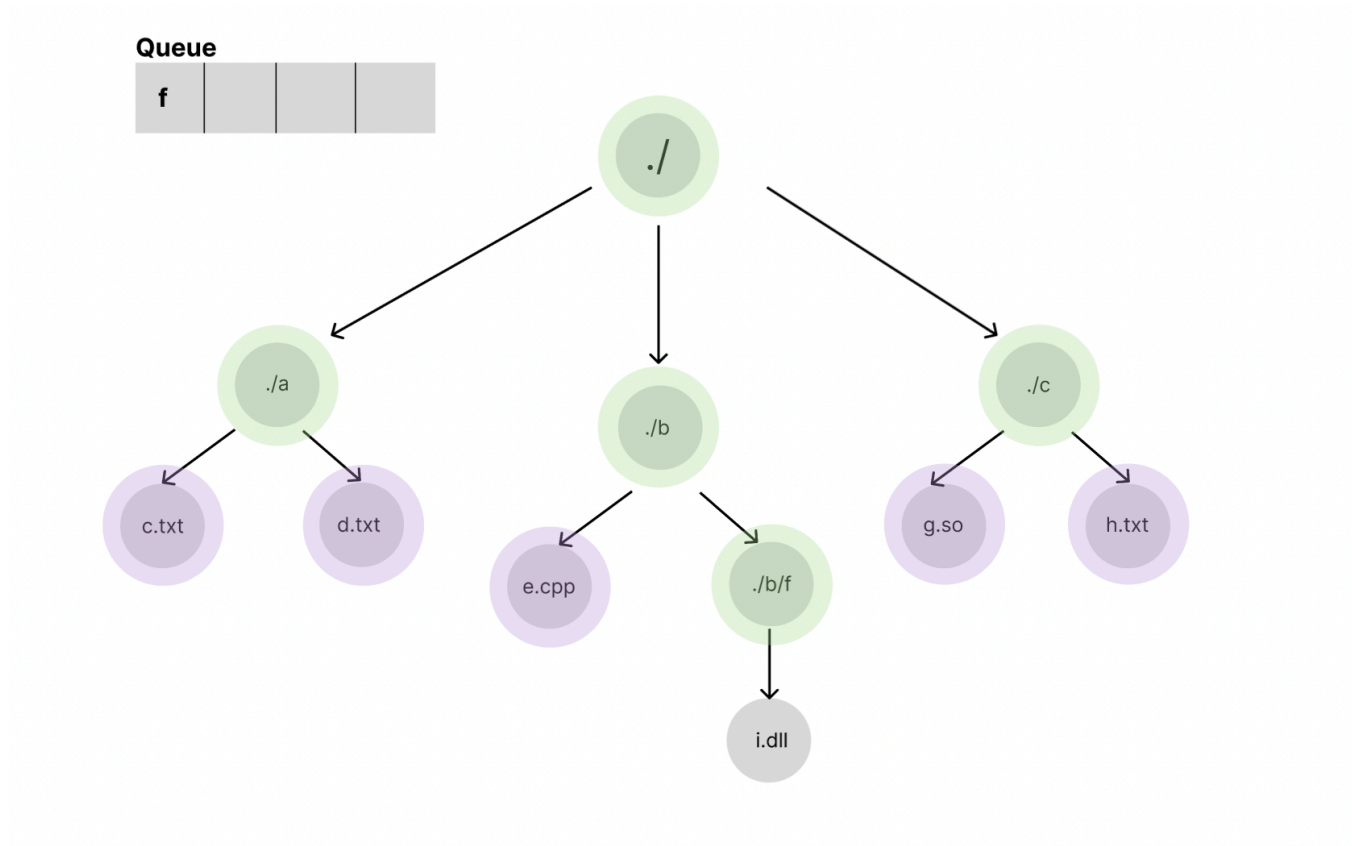 Queue
f
./
./a
./b
./c
c.txt
d.txt
e.cpp
./b/f
g.so
h.txt
i.dll